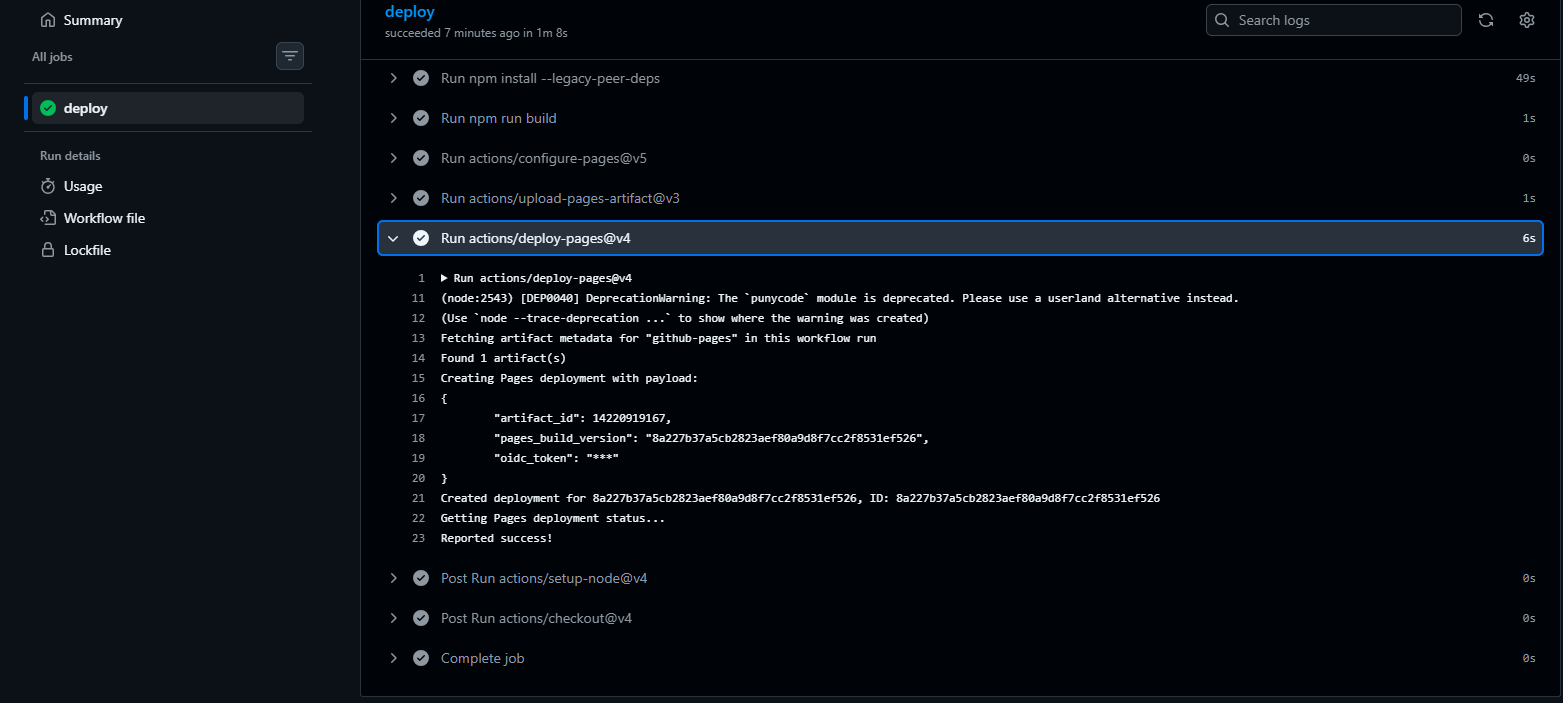 Summary
All jobs
deploy
Run details
Usage
Workflow file
Lockfile
deploy
succeeded 7 minutes ago in 1m 8s
Search logs
Run npm install --legacy-peer-deps 49s
Run npm run build 1s
Run actions/configure-pages@v5 0s
Run actions/upload-pages-artifact@v3 1s
Run actions/deploy-pages@v4 6s
1 ▶ Run actions/deploy-pages@v4
11 (node:2543) [DEP0040] DeprecationWarning: The `punycode` module is deprecated. Please use a userland alternative instead.
12 (Use `node --trace-deprecation ...` to show where the warning was created)
13 Fetching artifact metadata for "github-pages" in this workflow run
14 Found 1 artifact(s)
15 Creating Pages deployment with payload:
16 {
17 "artifact_id": 14220919167,
18 "pages_build_version": "8a227b37a5cb2823aef80a9d8f7cc2f8531ef526",
19 "oidc_token": "***"
20 }
21 Created deployment for 8a227b37a5cb2823aef80a9d8f7cc2f8531ef526, ID: 8a227b37a5cb2823aef80a9d8f7cc2f8531ef526
22 Getting Pages deployment status...
23 Reported success!
Post Run actions/setup-node@v4 0s
Post Run actions/checkout@v4 0s
Complete job 0s